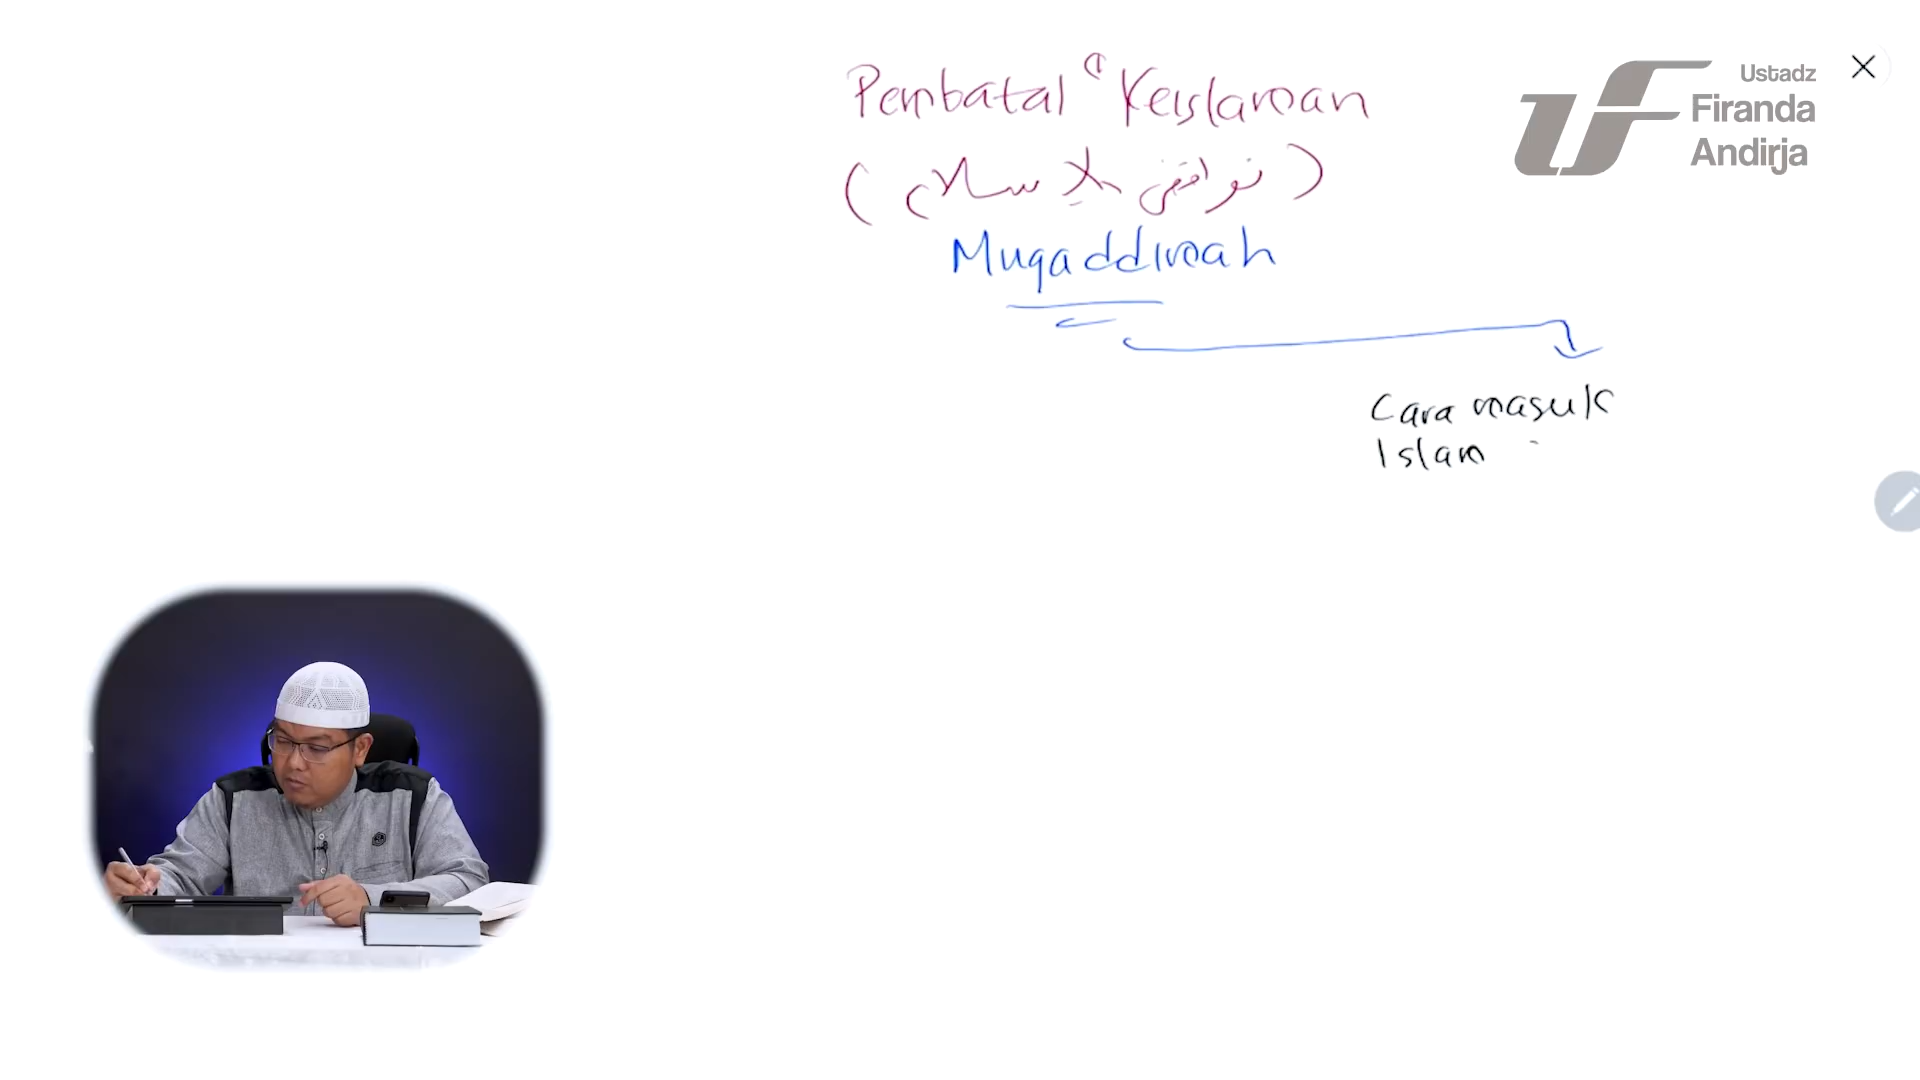 Pembatal² Keislaman
(نواقض الإسلام)
Muqaddimah
Cara masuk
Islam
Ustadz
Firanda
Andirja